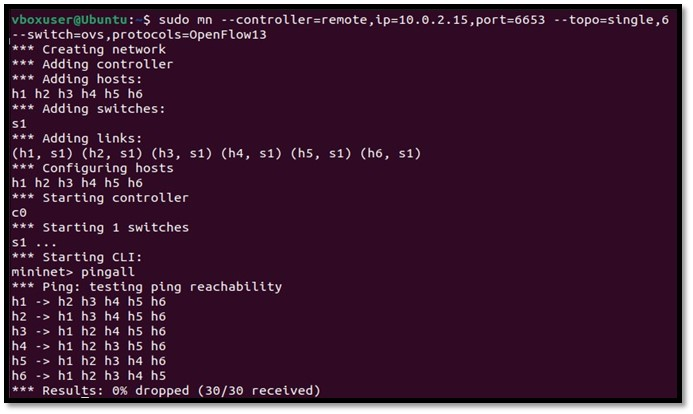 vboxuser@Ubuntu:~$ sudo mn --controller=remote,ip=10.0.2.15,port=6653 --topo=single,6
--switch=ovs,protocols=OpenFlow13
*** Creating network
*** Adding controller
*** Adding hosts:
h1 h2 h3 h4 h5 h6
*** Adding switches:
s1
*** Adding links:
(h1, s1) (h2, s1) (h3, s1) (h4, s1) (h5, s1) (h6, s1)
*** Configuring hosts
h1 h2 h3 h4 h5 h6
*** Starting controller
c0
*** Starting 1 switches
s1 ...
*** Starting CLI:
mininet> pingall
*** Ping: testing ping reachability
h1 -> h2 h3 h4 h5 h6
h2 -> h1 h3 h4 h5 h6
h3 -> h1 h2 h4 h5 h6
h4 -> h1 h2 h3 h5 h6
h5 -> h1 h2 h3 h4 h6
h6 -> h1 h2 h3 h4 h5
*** Results: 0% dropped (30/30 received)